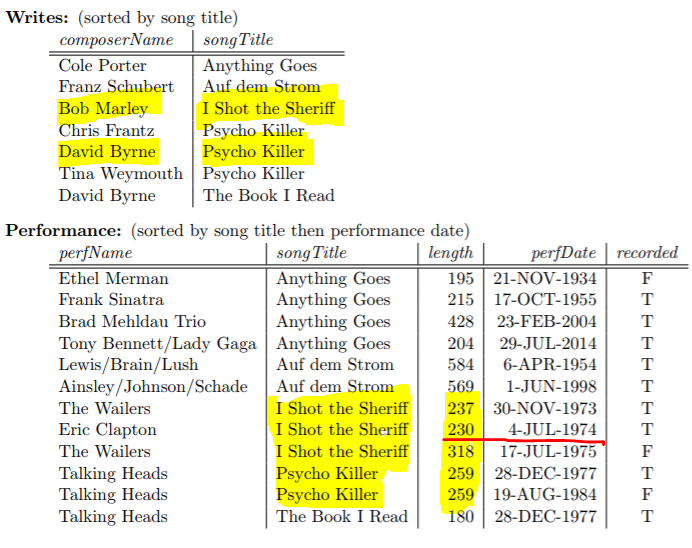 Writes: (sorted by song title)
composerName songTitle
Cole Porter Anything Goes
Franz Schubert Auf dem Strom
Bob Marley I Shot the Sheriff
Chris Frantz Psycho Killer
David Byrne Psycho Killer
Tina Weymouth Psycho Killer
David Byrne The Book I Read
Performance: (sorted by song title then performance date)
perfName songTitle length perfDate recorded
Ethel Merman Anything Goes 195 21-NOV-1934 F
Frank Sinatra Anything Goes 215 17-OCT-1955 T
Brad Mehldau Trio Anything Goes 428 23-FEB-2004 T
Tony Bennett/Lady Gaga Anything Goes 204 29-JUL-2014 T
Lewis/Brain/Lush Auf dem Strom 584 6-APR-1954 T
Ainsley/Johnson/Schade Auf dem Strom 569 1-JUN-1998 T
The Wailers I Shot the Sheriff 237 30-NOV-1973 T
Eric Clapton I Shot the Sheriff 230 4-JUL-1974 T
The Wailers I Shot the Sheriff 318 17-JUL-1975 F
Talking Heads Psycho Killer 259 28-DEC-1977 T
Talking Heads Psycho Killer 259 19-AUG-1984 F
Talking Heads The Book I Read 180 28-DEC-1977 T